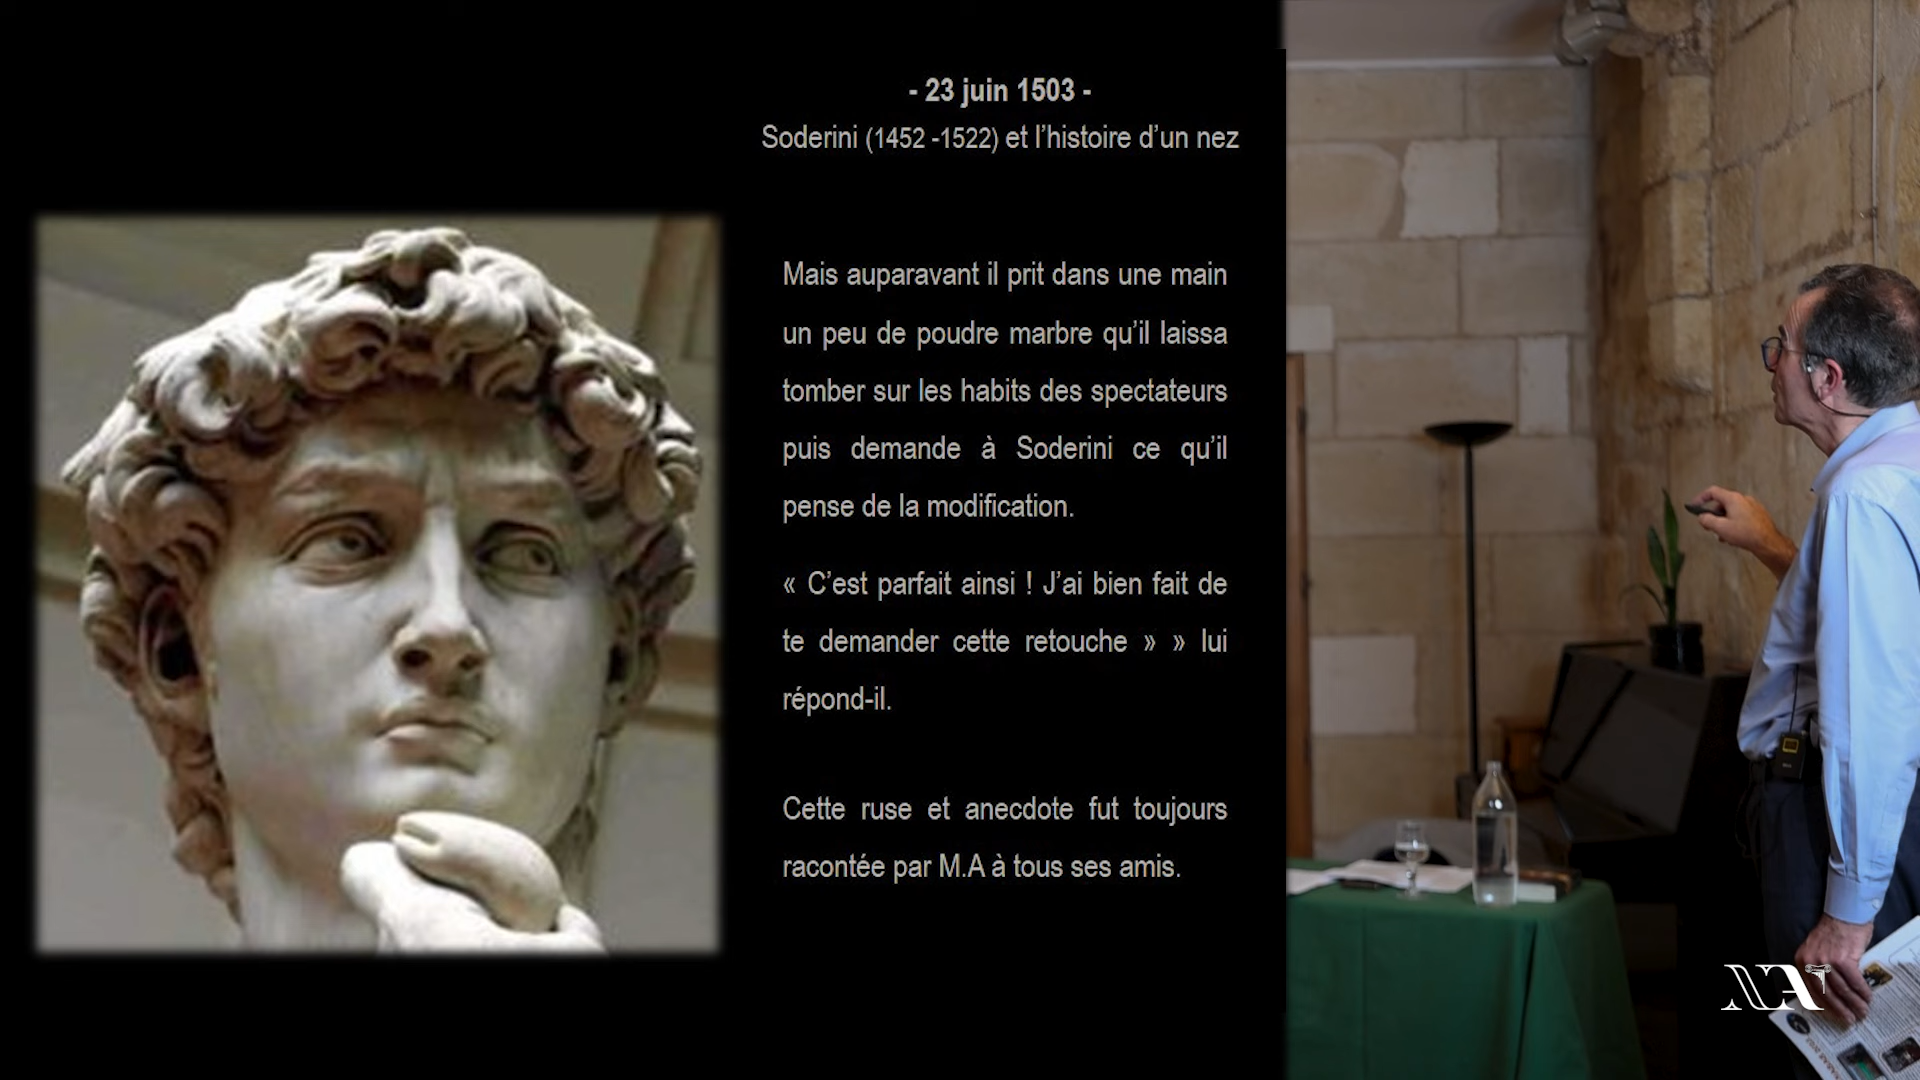 - 23 juin 1503 -
Soderini (1452 -1522) et l’histoire d’un nez
Mais auparavant il prit dans une main
un peu de poudre marbre qu’il laissa
tomber sur les habits des spectateurs
puis demande à Soderini ce qu’il
pense de la modification.
« C’est parfait ainsi ! J’ai bien fait de
te demander cette retouche » » lui
répond-il.
Cette ruse et anecdote fut toujours
racontée par M.A à tous ses amis.